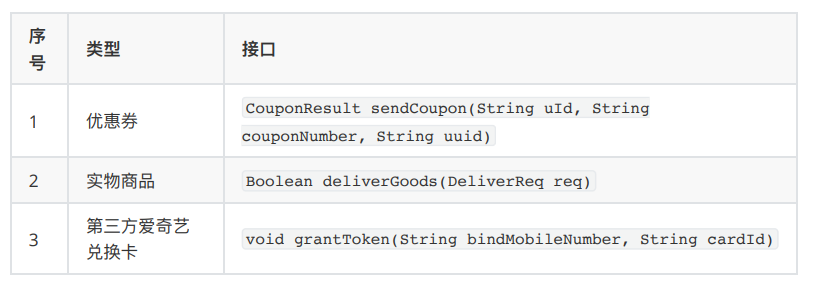 序
号
类型
接口
1
优惠券
CouponResult sendCoupon(String uId, String
couponNumber, String uuid)
2
实物商品
Boolean deliverGoods(DeliverReq req)
3
第三方爱奇艺
兑换卡
void grantToken(String bindMobileNumber, String cardId)